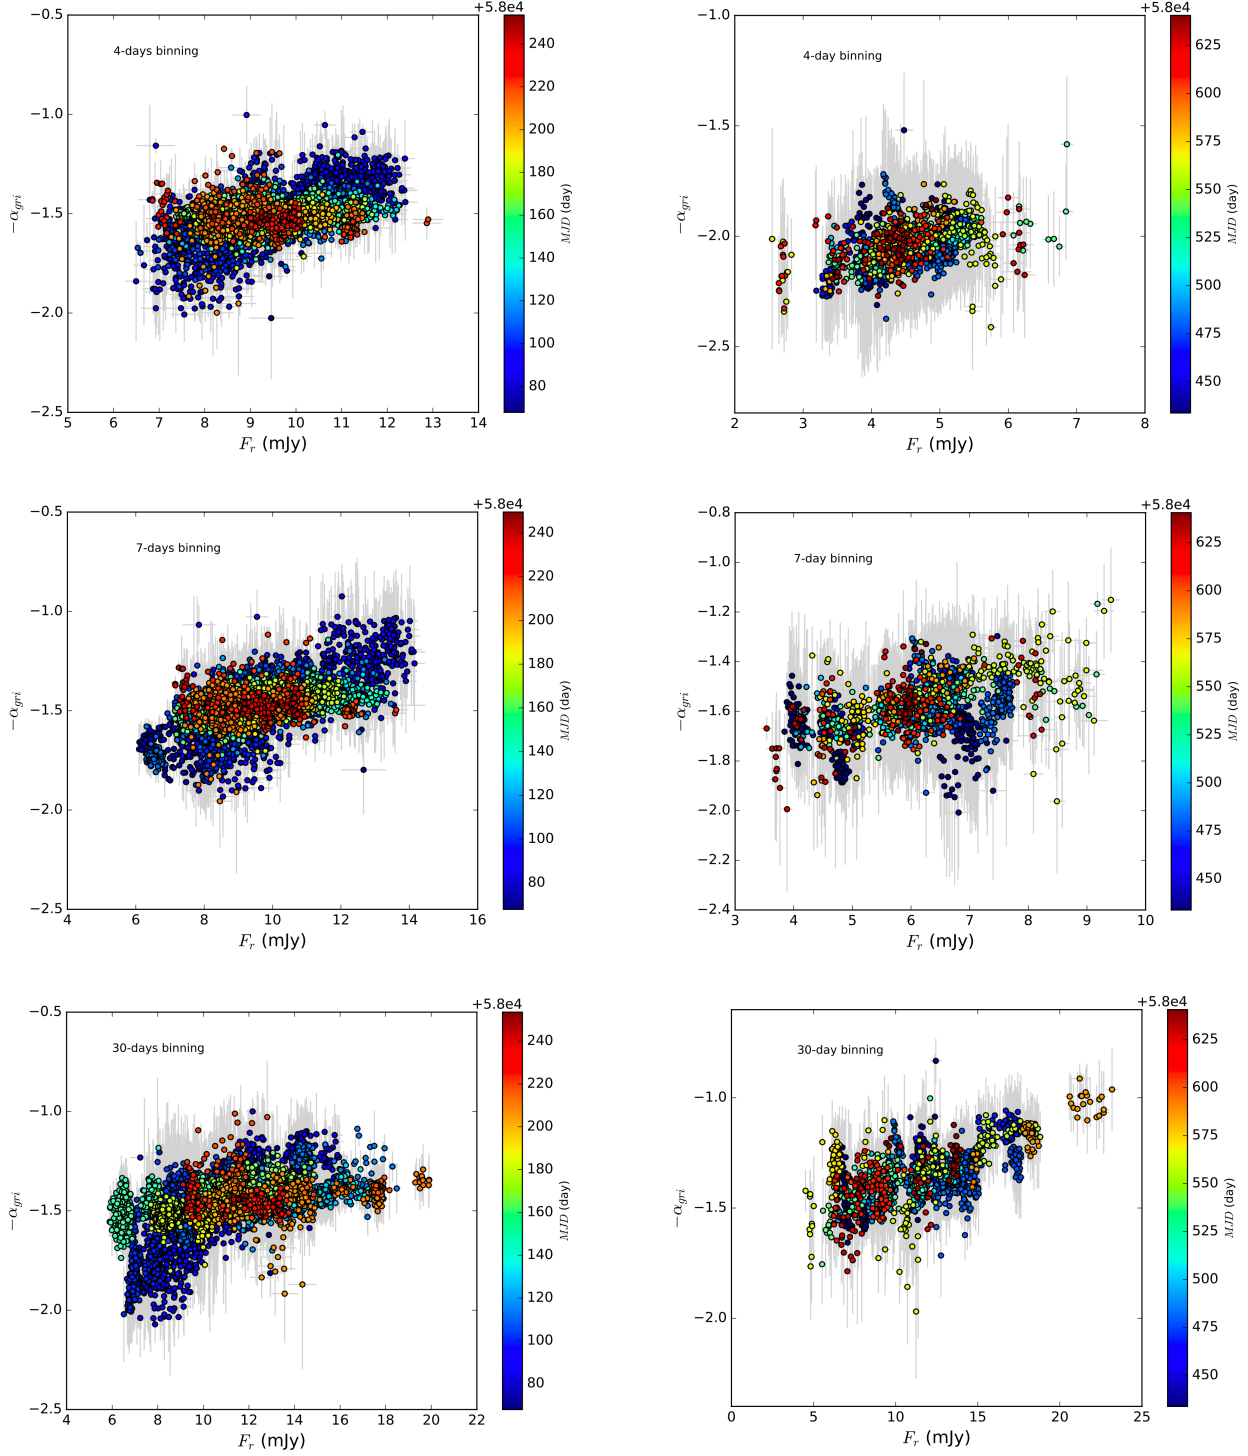 +5.8e4
−0.5
4-days binning
240
220
−1.0
200
180
−α_gri
−1.5
160
MJD (day)
140
120
−2.0
100
80
−2.5
5 6 7 8 9 10 11 12 13 14
F_r (mJy)
+5.8e4
−1.0
4-day binning
625
600
−1.5
575
550
−α_gri
−2.0
525
MJD (day)
500
475
−2.5
450
2 3 4 5 6 7 8
F_r (mJy)
+5.8e4
−0.5
7-days binning
240
220
−1.0
200
180
−α_gri
−1.5
160
MJD (day)
140
120
−2.0
100
80
−2.5
4 6 8 10 12 14 16
F_r (mJy)
+5.8e4
−0.8
7-day binning
625
−1.0
600
−1.2
575
−1.4
550
−α_gri
−1.6
525
MJD (day)
−1.8
500
−2.0
475
−2.2
450
−2.4
3 4 5 6 7 8 9 10
F_r (mJy)
+5.8e4
−0.5
30-days binning
240
220
−1.0
200
180
−α_gri
−1.5
160
MJD (day)
140
120
−2.0
100
80
−2.5
4 6 8 10 12 14 16 18 20 22
F_r (mJy)
+5.8e4
30-day binning
625
−1.0
600
575
550
−α_gri
−1.5
525
MJD (day)
500
−2.0
475
450
0 5 10 15 20 25
F_r (mJy)